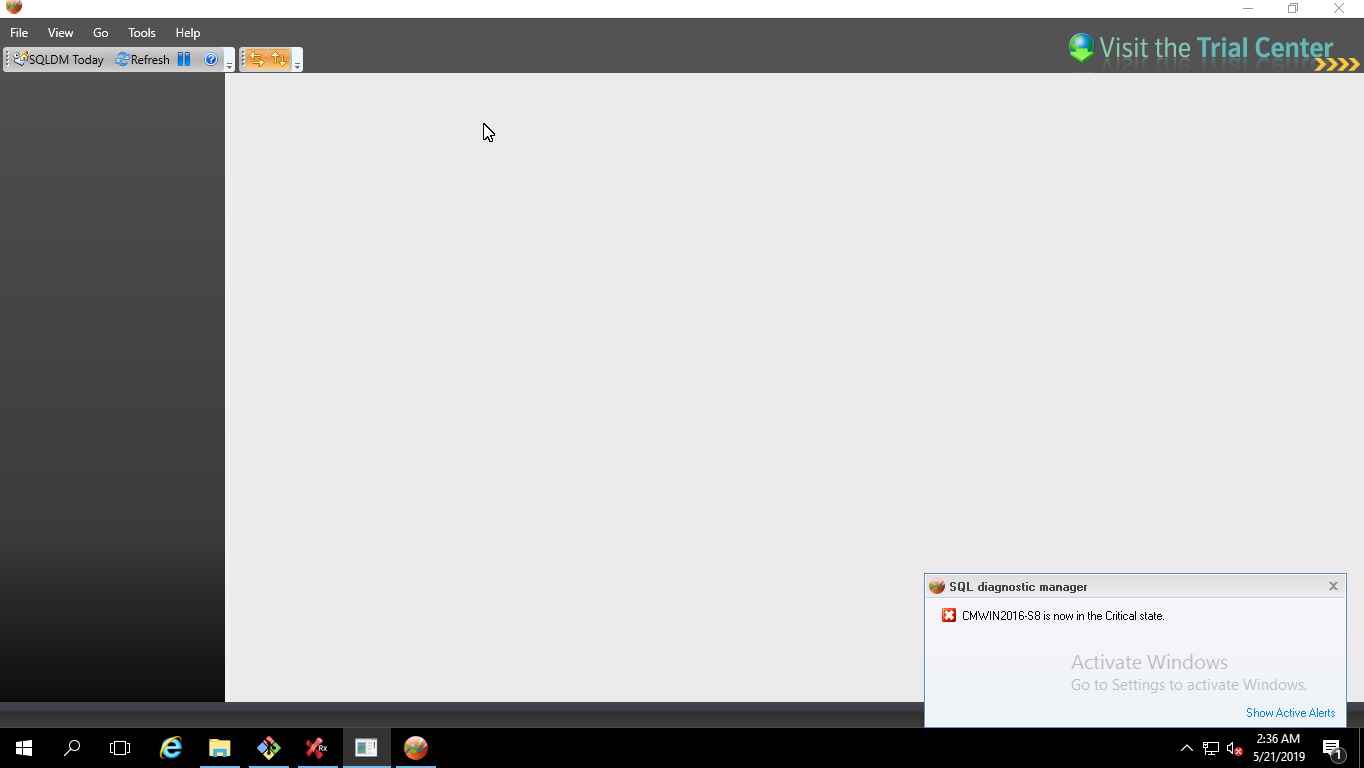 File View Go Tools Help
SQLDM Today Refresh
Visit the Trial Center
SQL diagnostic manager
CMWIN2016-S8 is now in the Critical state.
Activate Windows
Go to Settings to activate Windows.
Show Active Alerts
Rx
2:36 AM
5/21/2019
1